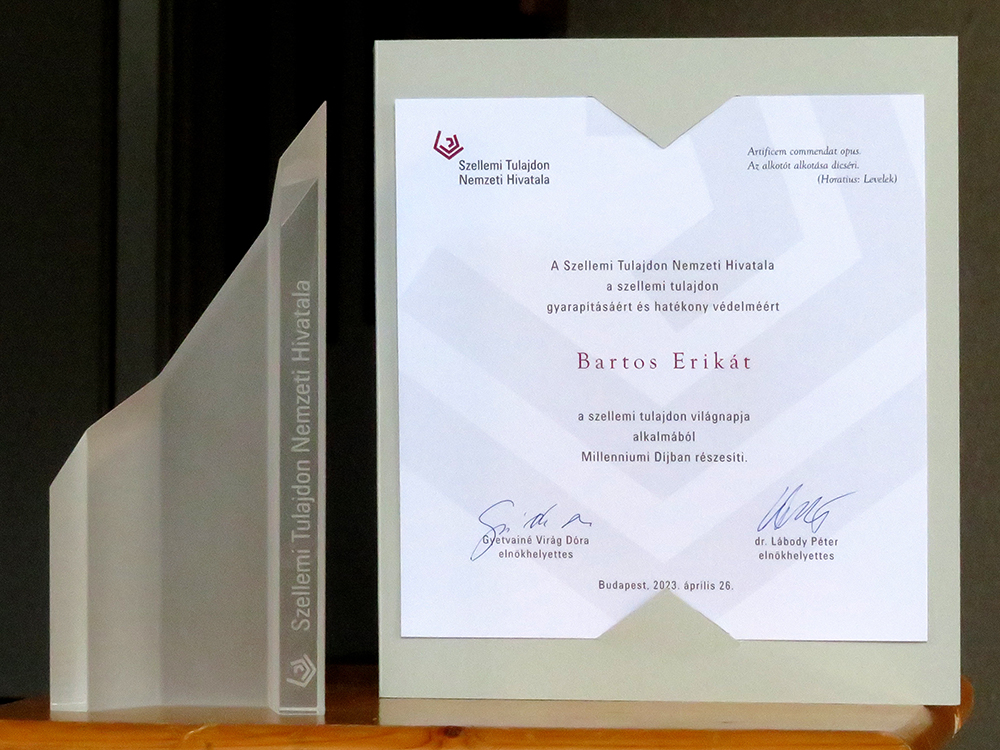 Szellemi Tulajdon Nemzeti Hivatala
Szellemi Tulajdon
Nemzeti Hivatala
Artificem commendat opus.
Az alkotót alkotása dicséri.
(Horatius: Levelek)
A Szellemi Tulajdon Nemzeti Hivatala
a szellemi tulajdon
gyarapításáért és hatékony védelméért
Bartos Erikát
a szellemi tulajdon világnapja
alkalmából
Millenniumi Díjban részesíti.
Gyetvainé Virág Dóra
elnökhelyettes
dr. Lábody Péter
elnökhelyettes
Budapest, 2023. április 26.